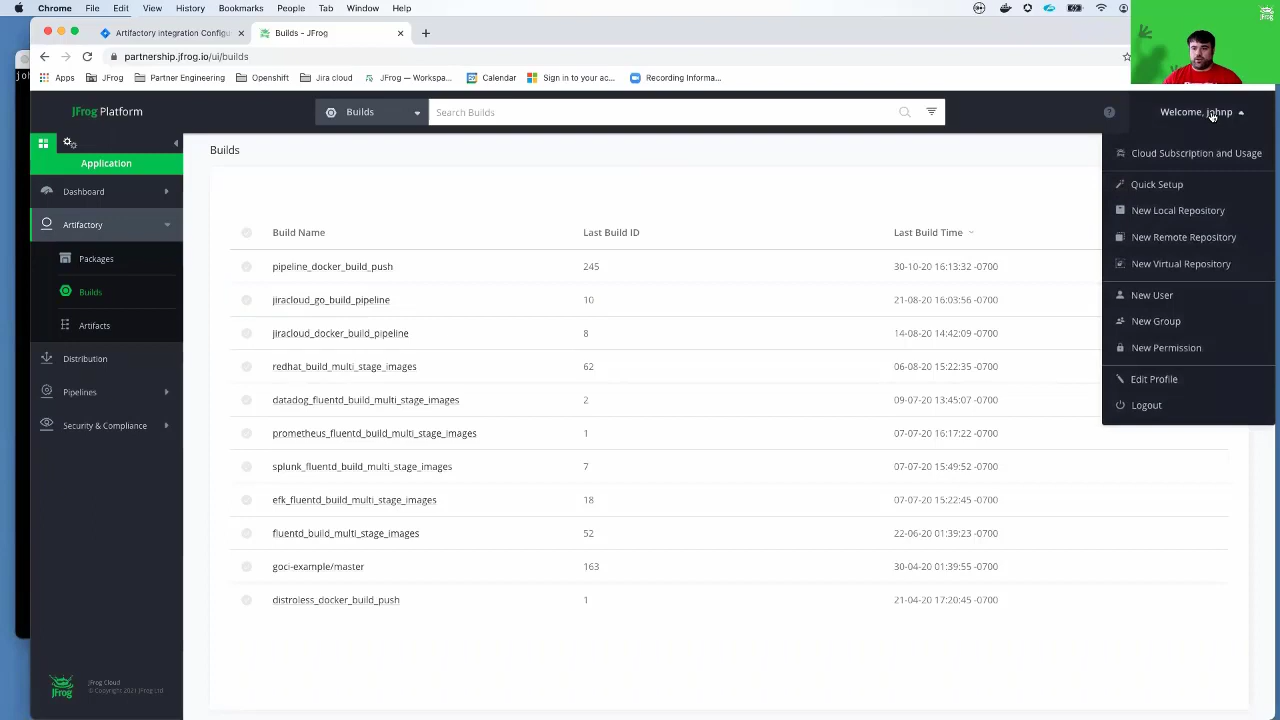 Chrome File Edit View History Bookmarks People Tab Window Help
Artifactory integration Configu
Builds - JFrog
partnership.jfrog.io/ui/builds
Apps JFrog Partner Engineering Openshift Jira cloud JFrog — Workspa... Calendar Sign in to your ac... Recording Informa...
JFrog Platform
Builds
Search Builds
Welcome, johnp
Application
Dashboard
Artifactory
Packages
Builds
Artifacts
Distribution
Pipelines
Security & Compliance
JFrog
JFrog Cloud
© Copyright 2021 JFrog Ltd
Builds
Build Name Last Build ID Last Build Time
pipeline_docker_build_push 245 30-10-20 16:13:32 -0700
jiracloud_go_build_pipeline 10 21-08-20 16:03:56 -0700
jiracloud_docker_build_pipeline 8 14-08-20 14:42:09 -0700
redhat_build_multi_stage_images 62 06-08-20 15:22:35 -0700
datadog_fluentd_build_multi_stage_images 2 09-07-20 13:45:07 -0700
prometheus_fluentd_build_multi_stage_images 1 07-07-20 16:17:22 -0700
splunk_fluentd_build_multi_stage_images 7 07-07-20 15:49:52 -0700
efk_fluentd_build_multi_stage_images 18 07-07-20 15:22:45 -0700
fluentd_build_multi_stage_images 52 22-06-20 01:39:23 -0700
goci-example/master 163 30-04-20 01:39:55 -0700
distroless_docker_build_push 1 21-04-20 17:20:45 -0700
Cloud Subscription and Usage
Quick Setup
New Local Repository
New Remote Repository
New Virtual Repository
New User
New Group
New Permission
Edit Profile
Logout